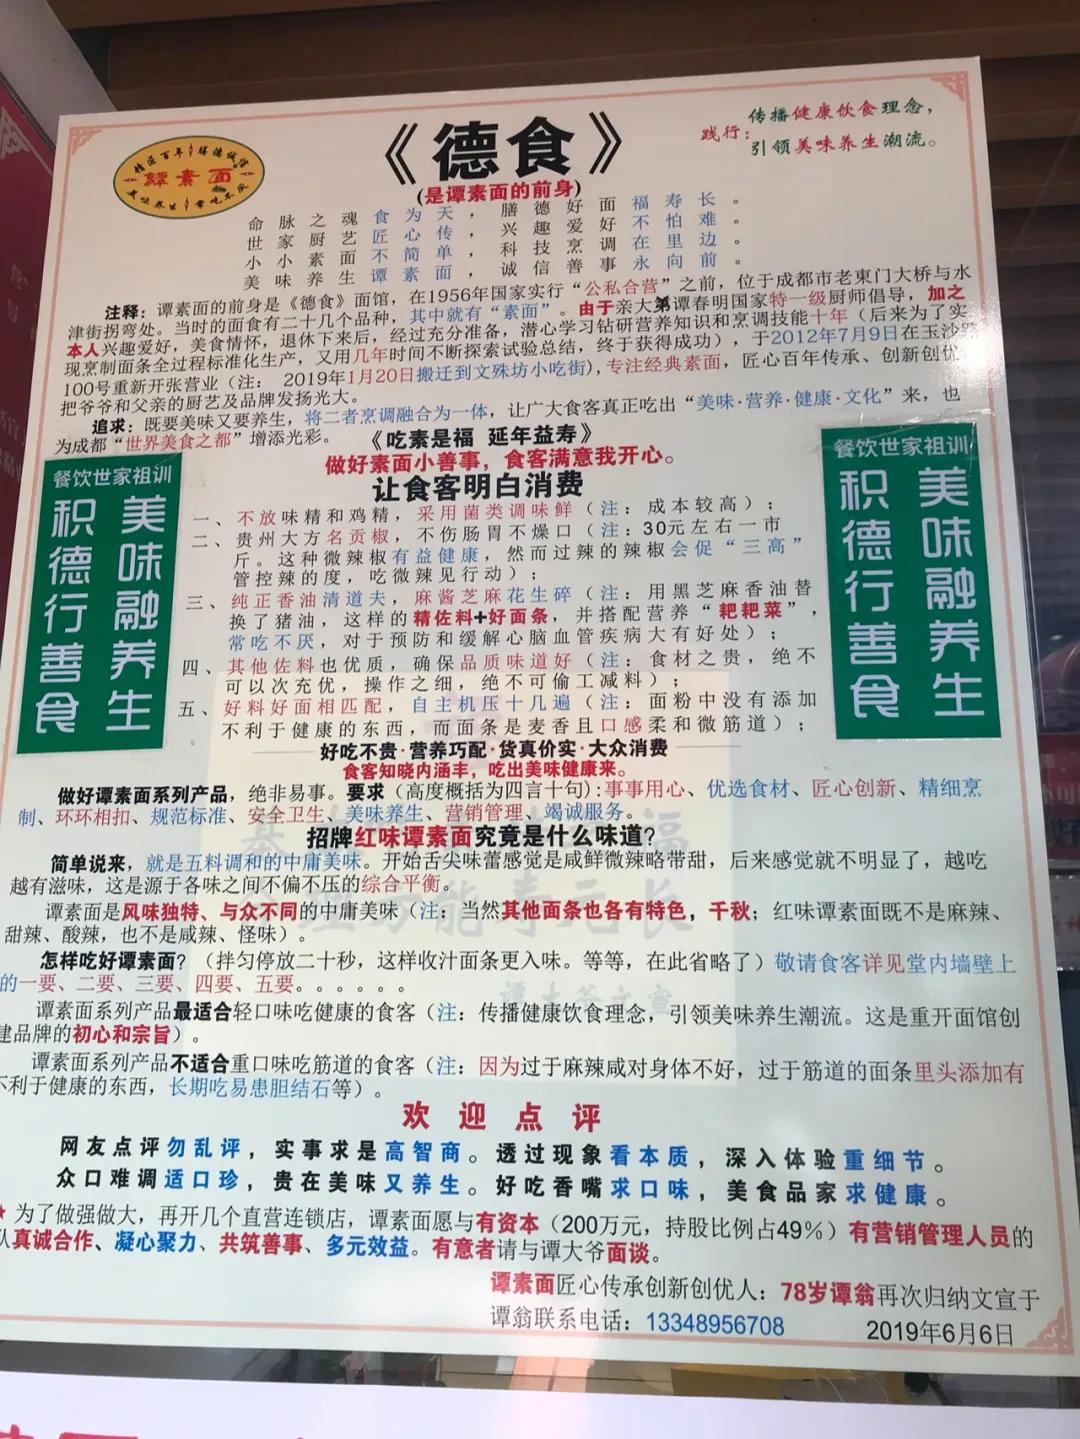 《德食》
(是谭素面的前身)
践行：
传播健康饮食理念，
引领美味养生潮流。
精匠百年 膳德诚信
谭素面
美味养生 常吃不厌
命脉之魂食为天，膳德好面福寿长。
世家厨艺匠心传，兴趣爱好不怕难。
小小素面不简单，科技烹调在里边。
美味养生谭素面，诚信善事永向前。
注释：谭素面的前身是《德食》面馆，在1956年国家实行“公私合营”之前，位于成都市老東门大桥与水
津街拐弯处。当时的面食有二十几个品种，其中就有“素面”。由于亲大第谭春明国家特一级厨师倡导，加之
本人兴趣爱好，美食情怀，退休下来后，经过充分准备，潜心学习钻研营养知识和烹调技能十年（后来为了实
现烹制面条全过程标准化生产，又用几年时间不断探索试验总结，终于获得成功），于2012年7月9日在玉沙路
100号重新开张营业（注： 2019年1月20日搬迁到文殊坊小吃街），专注经典素面，匠心百年传承、创新创优，
把爷爷和父亲的厨艺及品牌发扬光大。
追求：既要美味又要养生，将二者烹调融合为一体，让广大食客真正吃出“美味·营养·健康·文化”来，也
为成都“世界美食之都”增添光彩。
《吃素是福 延年益寿》
做好素面小善事，食客满意我开心。
让食客明白消费
餐饮世家祖训
美味融养生
积德行善食
餐饮世家祖训
美味融养生
积德行善食
一、不放味精和鸡精，采用菌类调味鲜（注：成本较高）；
二、贵州大方名贡椒，不伤肠胃不燥口（注：30元左右一市
斤。这种微辣椒有益健康，然而过辣的辣椒会促“三高”
管控辣的度，吃微辣见行动）；
三、纯正香油清道夫，麻酱芝麻花生碎（注：用黑芝麻香油替
换了猪油，这样的精佐料+好面条，并搭配营养“粑粑菜”，
常吃不厌，对于预防和缓解心脑血管疾病大有好处）；
四、其他佐料也优质，确保品质味道好（注：食材之贵，绝不
可以次充优，操作之细，绝不可偷工减料）；
五、好料好面相匹配，自主机压十几遍（注：面粉中没有添加
不利于健康的东西，而面条是麦香且口感柔和微筋道）；
好吃不贵·营养巧配·货真价实·大众消费
食客知晓内涵丰，吃出美味健康来。
做好谭素面系列产品，绝非易事。要求（高度概括为四言十句）:事事用心、优选食材、匠心创新、精细烹
制、环环相扣、规范标准、安全卫生、美味养生、营销管理、竭诚服务。
招牌红味谭素面究竟是什么味道？
简单说来，就是五料调和的中庸美味。开始舌尖味蕾感觉是咸鲜微辣略带甜，后来感觉就不明显了，越吃
越有滋味，这是源于各味之间不偏不压的综合平衡。
谭素面是风味独特、与众不同的中庸美味（注：当然其他面条也各有特色，千秋；红味谭素面既不是麻辣、
甜辣、酸辣，也不是咸辣、怪味）。
怎样吃好谭素面？（拌匀停放二十秒，这样收汁面条更入味。等等，在此省略了）敬请食客详见堂内墙壁上
的一要、二要、三要、四要、五要。。。。。。
谭素面系列产品最适合轻口味吃健康的食客（注：传播健康饮食理念，引领美味养生潮流。这是重开面馆创
建品牌的初心和宗旨）。
谭素面系列产品不适合重口味吃筋道的食客（注：因为过于麻辣咸对身体不好，过于筋道的面条里头添加有
不利于健康的东西，长期吃易患胆结石等）。
欢迎点评
网友点评勿乱评，实事求是高智商。透过现象看本质，深入体验重细节。
众口难调适口珍，贵在美味又养生。好吃香嘴求口味，美食品家求健康。
★为了做强做大，再开几个直营连锁店，谭素面愿与有资本（200万元，持股比例占49%）有营销管理人员的
队真诚合作、凝心聚力、共筑善事、多元效益。有意者请与谭大爷面谈。
谭素面匠心传承创新创优人：78岁谭翁再次归纳文宣于
谭翁联系电话：13348956708 2019年6月6日